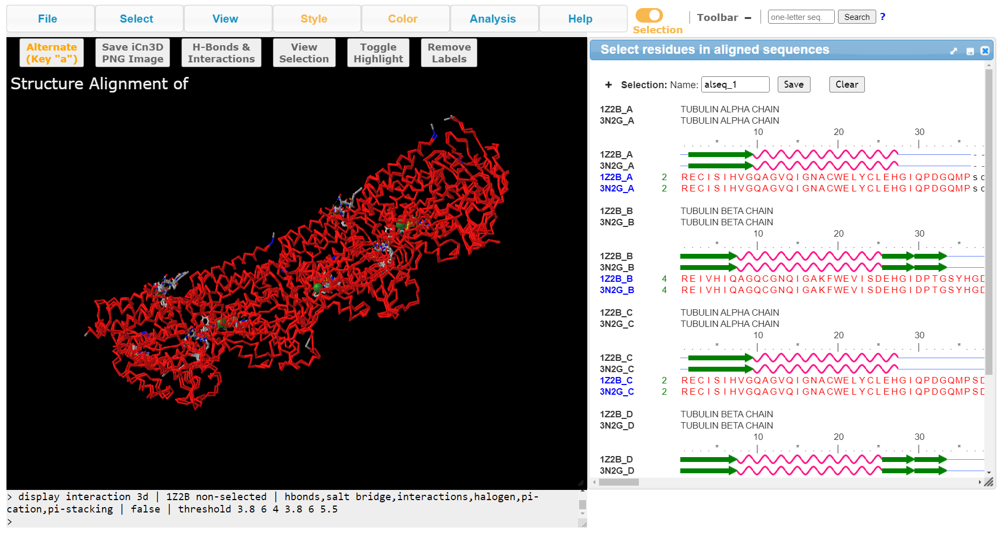 File Select View Style Color Analysis Help Selection Toolbar − one-letter seq. Search ?
Alternate (Key "a") Save iCn3D PNG Image H-Bonds & Interactions View Selection Toggle Highlight Remove Labels
Structure Alignment of
> display interaction 3d | 1Z2B non-selected | hbonds,salt bridge,interactions,halogen,pi-
cation,pi-stacking | false | threshold 3.8 6 4 3.8 6 5.5
>
Select residues in aligned sequences
+ Selection: Name: alseq_1 Save Clear
1Z2B_A TUBULIN ALPHA CHAIN
3N2G_A TUBULIN ALPHA CHAIN
10 20 30
. . . . * . . . . | . . . . * . . . . | . . . . * . . . . | . . . . * . . .
1Z2B_A - -
3N2G_A - -
1Z2B_A 2 RECISIHVGQAGVQIGNACWELYCLEHGIQPDGQMPs
3N2G_A 2 RECISIHVGQAGVQIGNACWELYCLEHGIQPDGQMPs
1Z2B_B TUBULIN BETA CHAIN
3N2G_B TUBULIN BETA CHAIN
10 20 30
. . . . * . . . . | . . . . * . . . . | . . . . * . . . . | . . . . * . . .
1Z2B_B
3N2G_B
1Z2B_B 4 REIVHIQAGQCGNQIGAKFWEVISDEHGIDPTGSYHGD
3N2G_B 4 REIVHIQAGQCGNQIGAKFWEVISDEHGIDPTGSYHGD
1Z2B_C TUBULIN ALPHA CHAIN
3N2G_C TUBULIN ALPHA CHAIN
10 20 30
. . . . * . . . . | . . . . * . . . . | . . . . * . . . . | . . . . * . . .
1Z2B_C
3N2G_C
1Z2B_C 2 RECISIHVGQAGVQIGNACWELYCLEHGIQPDGQMPSD
3N2G_C 2 RECISIHVGQAGVQIGNACWELYCLEHGIQPDGQMPSD
1Z2B_D TUBULIN BETA CHAIN
3N2G_D TUBULIN BETA CHAIN
10 20 30
. . . . * . . . . | . . . . * . . . . | . . . . * . . . . | . . . . * . . .
1Z2B_D
3N2G_D